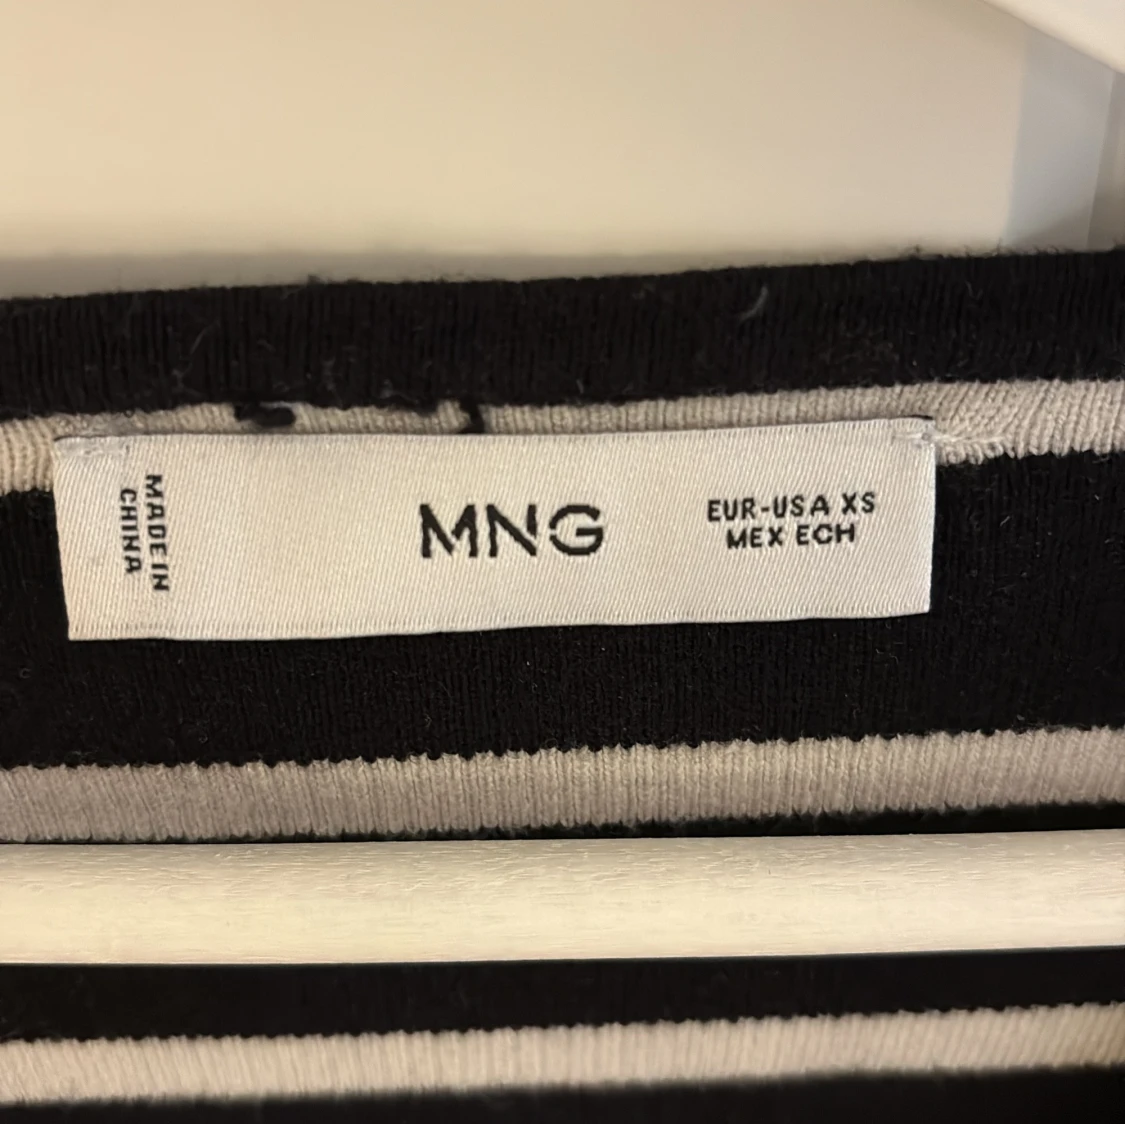 MADE IN
CHINA
MNG
EUR-USA XS
MEX ECH